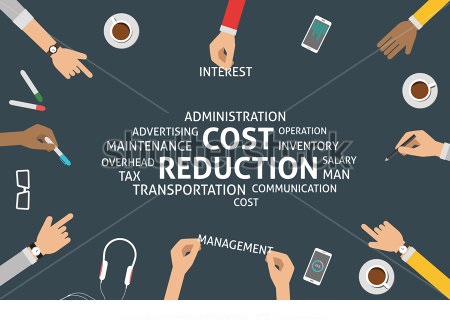 INTEREST
ADMINISTRATION
ADVERTISING COST OPERATION
MAINTENANCE INVENTORY
OVERHEAD REDUCTION SALARY
TAX MAN
TRANSPORTATION COMMUNICATION
COST
MANAGEMENT